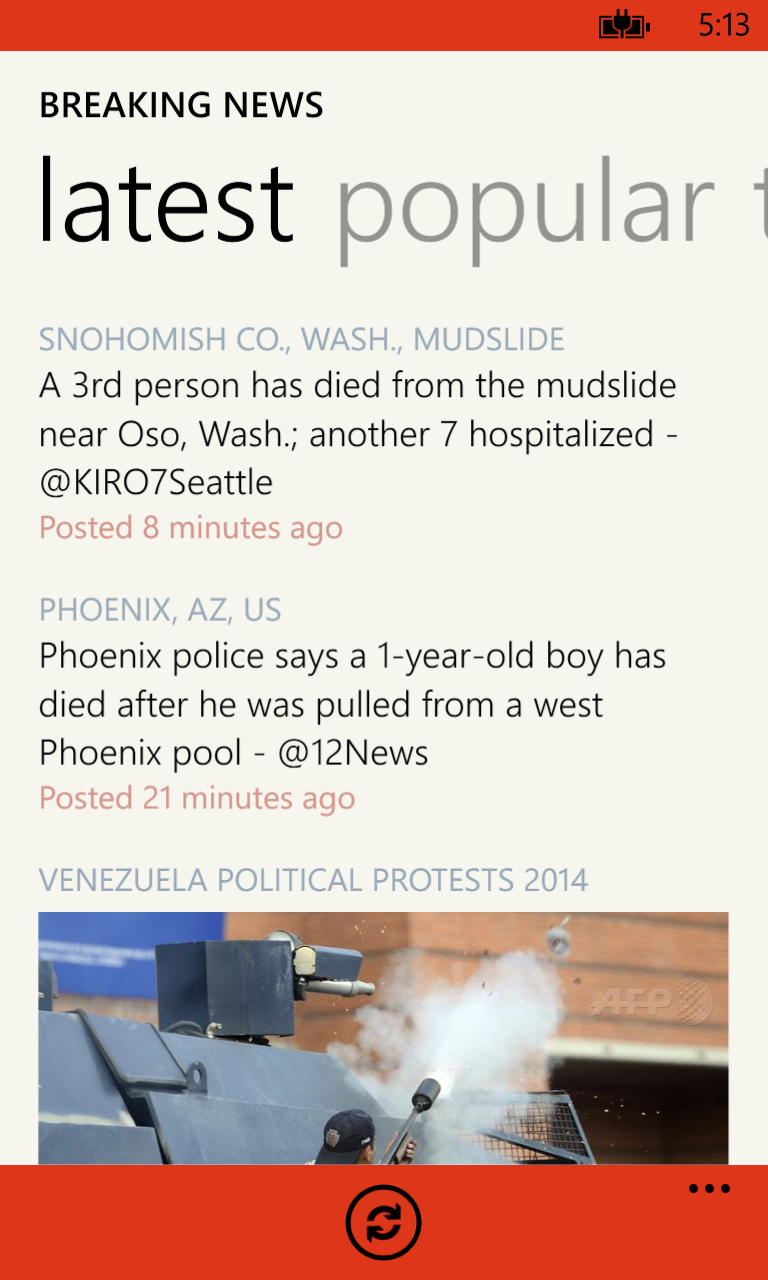 5:13
BREAKING NEWS
latest popular t
SNOHOMISH CO., WASH., MUDSLIDE
A 3rd person has died from the mudslide
near Oso, Wash.; another 7 hospitalized -
@KIRO7Seattle
Posted 8 minutes ago
PHOENIX, AZ, US
Phoenix police says a 1-year-old boy has
died after he was pulled from a west
Phoenix pool - @12News
Posted 21 minutes ago
VENEZUELA POLITICAL PROTESTS 2014
AFP